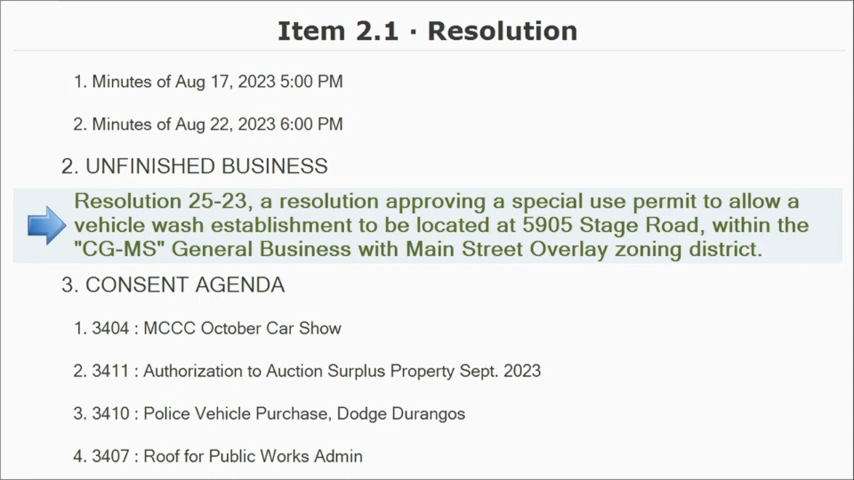 Item 2.1 · Resolution
1. Minutes of Aug 17, 2023 5:00 PM
2. Minutes of Aug 22, 2023 6:00 PM
2. UNFINISHED BUSINESS
Resolution 25-23, a resolution approving a special use permit to allow a
vehicle wash establishment to be located at 5905 Stage Road, within the
"CG-MS" General Business with Main Street Overlay zoning district.
3. CONSENT AGENDA
1. 3404 : MCCC October Car Show
2. 3411 : Authorization to Auction Surplus Property Sept. 2023
3. 3410 : Police Vehicle Purchase, Dodge Durangos
4. 3407 : Roof for Public Works Admin